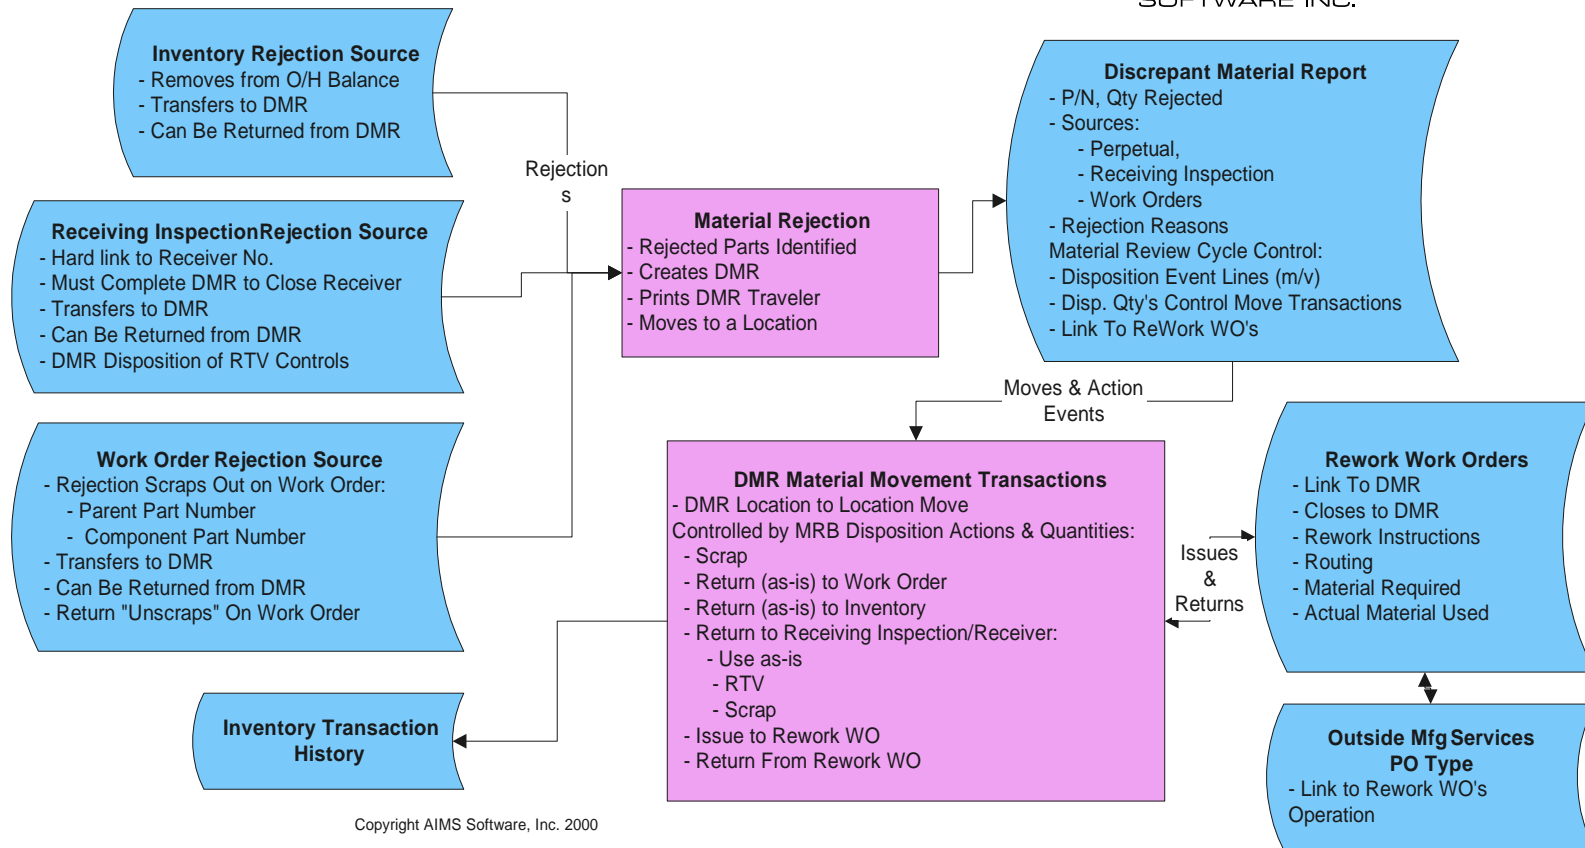 SOFTWARE INC.
Inventory Rejection Source
- Removes from O/H Balance
- Transfers to DMR
- Can Be Returned from DMR
Rejection
s
Receiving InspectionRejection Source
- Hard link to Receiver No.
- Must Complete DMR to Close Receiver
- Transfers to DMR
- Can Be Returned from DMR
- DMR Disposition of RTV Controls
Work Order Rejection Source
- Rejection Scraps Out on Work Order:
- Parent Part Number
- Component Part Number
- Transfers to DMR
- Can Be Returned from DMR
- Return "Unscraps" On Work Order
Material Rejection
- Rejected Parts Identified
- Creates DMR
- Prints DMR Traveler
- Moves to a Location
Discrepant Material Report
- P/N, Qty Rejected
- Sources:
- Perpetual,
- Receiving Inspection
- Work Orders
- Rejection Reasons
Material Review Cycle Control:
- Disposition Event Lines (m/v)
- Disp. Qty's Control Move Transactions
- Link To ReWork WO's
Moves & Action
Events
DMR Material Movement Transactions
- DMR Location to Location Move
Controlled by MRB Disposition Actions & Quantities:
- Scrap
- Return (as-is) to Work Order
- Return (as-is) to Inventory
- Return to Receiving Inspection/Receiver:
- Use as-is
- RTV
- Scrap
- Issue to Rework WO
- Return From Rework WO
Issues
&
Returns
Rework Work Orders
- Link To DMR
- Closes to DMR
- Rework Instructions
- Routing
- Material Required
- Actual Material Used
Inventory Transaction
History
Outside Mfg Services
PO Type
- Link to Rework WO's
Operation
Copyright AIMS Software, Inc. 2000